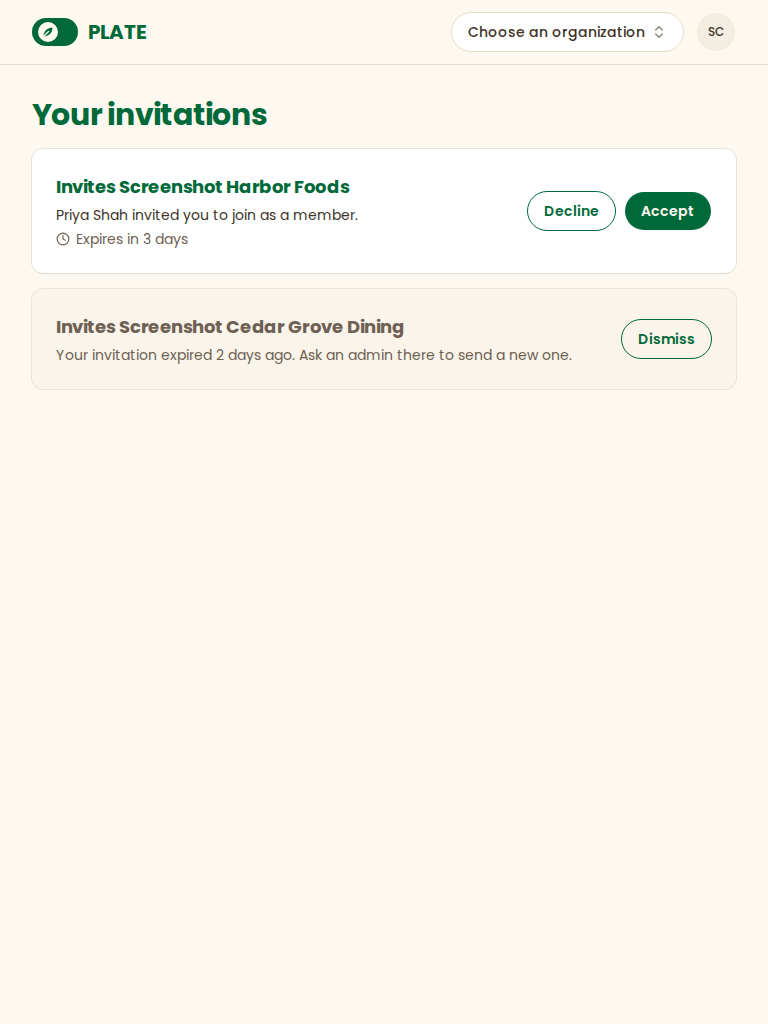 PLATE
Choose an organization
SC
Your invitations
Invites Screenshot Harbor Foods
Priya Shah invited you to join as a member.
Expires in 3 days
Decline
Accept
Invites Screenshot Cedar Grove Dining
Your invitation expired 2 days ago. Ask an admin there to send a new one.
Dismiss